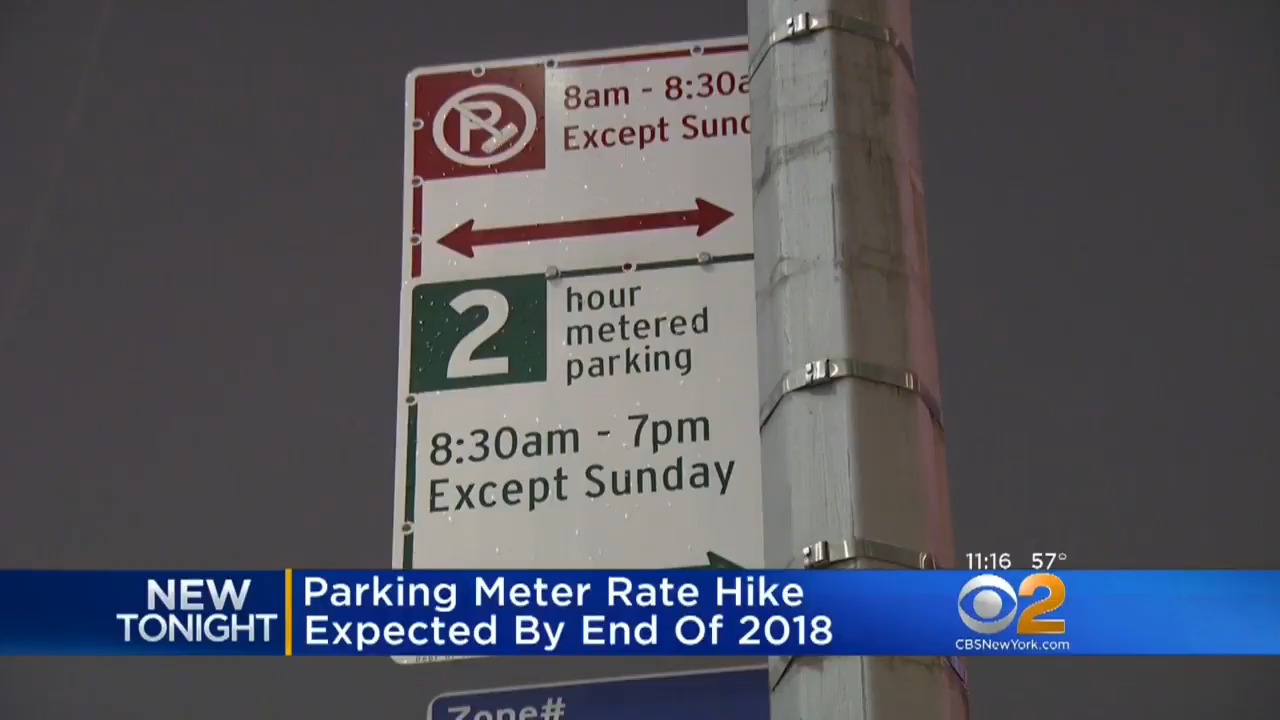 8am - 8:30a
Except Sund
2
hour
metered
parking
8:30am - 7pm
Except Sunday
11:16 57°
NEW
TONIGHT
Parking Meter Rate Hike
Expected By End Of 2018
2
CBSNewYork.com
Zone#